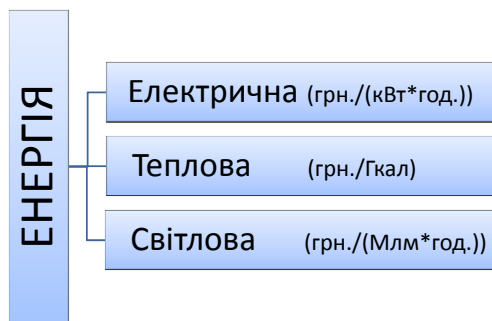 ЕНЕРГІЯ
Електрична (грн./(кВт*год.))
Теплова (грн./Гкал)
Світлова (грн./(Млм*год.))